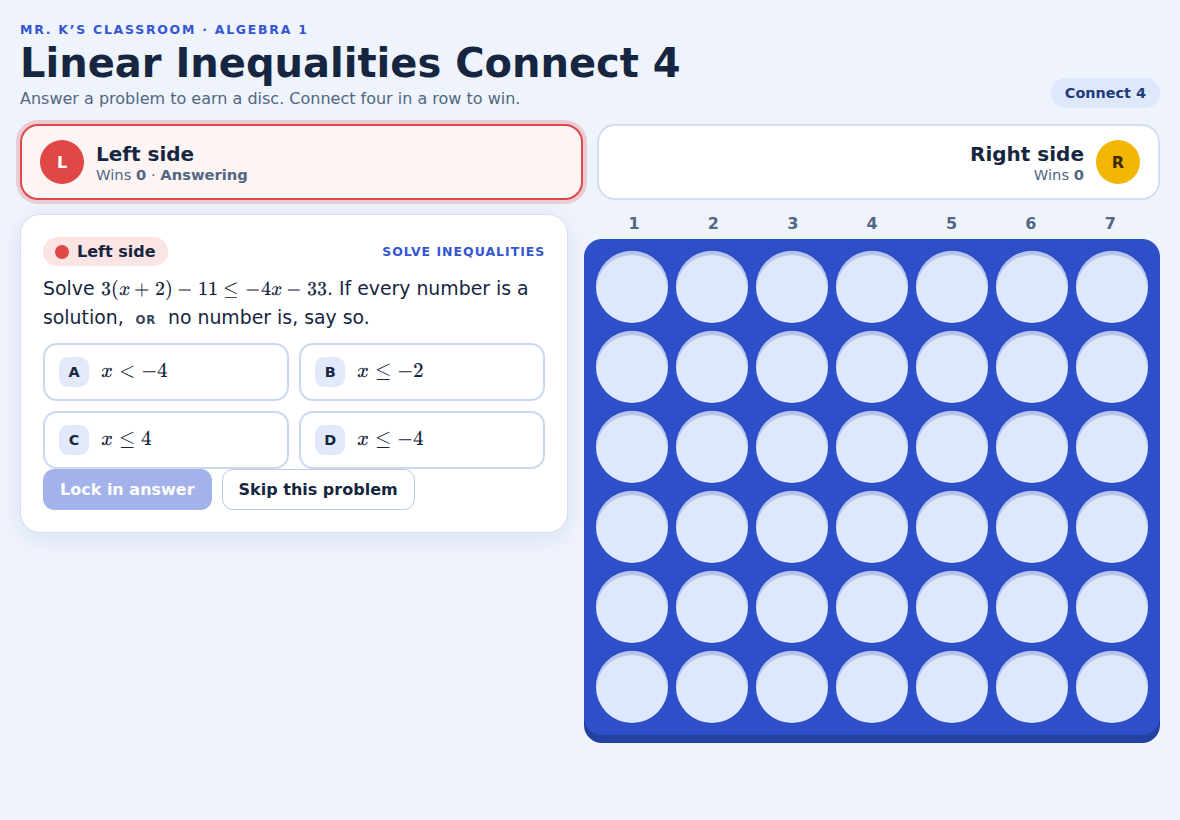 MR. K’S CLASSROOM · ALGEBRA 1
Linear Inequalities Connect 4
Answer a problem to earn a disc. Connect four in a row to win.
Connect 4
L
Left side
Wins 0 · Answering
Right side
Wins 0
R
Left side
SOLVE INEQUALITIES
Solve 3(x + 2) − 11 ≤ −4x − 33. If every number is a
solution, OR no number is, say so.
A x < −4
B x ≤ −2
C x ≤ 4
D x ≤ −4
Lock in answer
Skip this problem
1 2 3 4 5 6 7